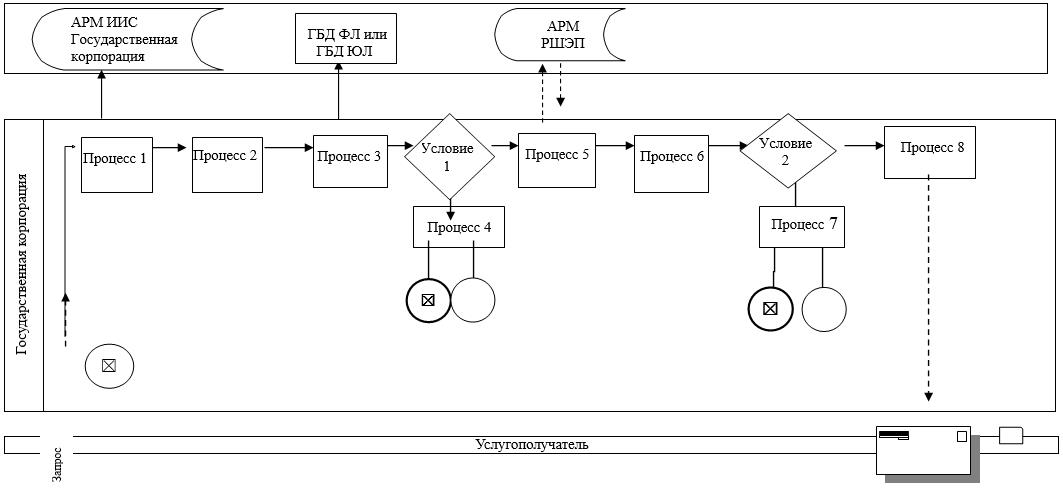 АРМ ИИС
Государственная
корпорация
ГБД ФЛ или
ГБД ЮЛ
АРМ
РШЭП
Государственная корпорация
Процесс 1
Процесс 2
Процесс 3
Условие
1
Процесс 5
Процесс 6
Условие
2
Процесс 8
Процесс 4
Процесс 7
Запрос
Услугополучатель